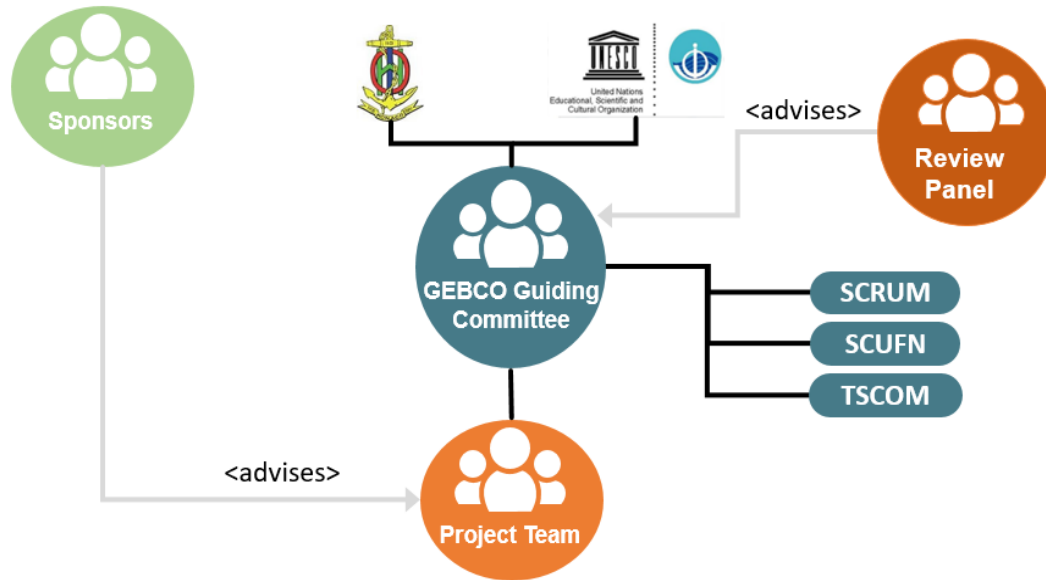 Sponsors
UNESCO
United Nations
Educational, Scientific and
Cultural Organization
<advises>
Review
Panel
GEBCO Guiding
Committee
SCRUM
SCUFN
TSCOM
<advises>
Project Team